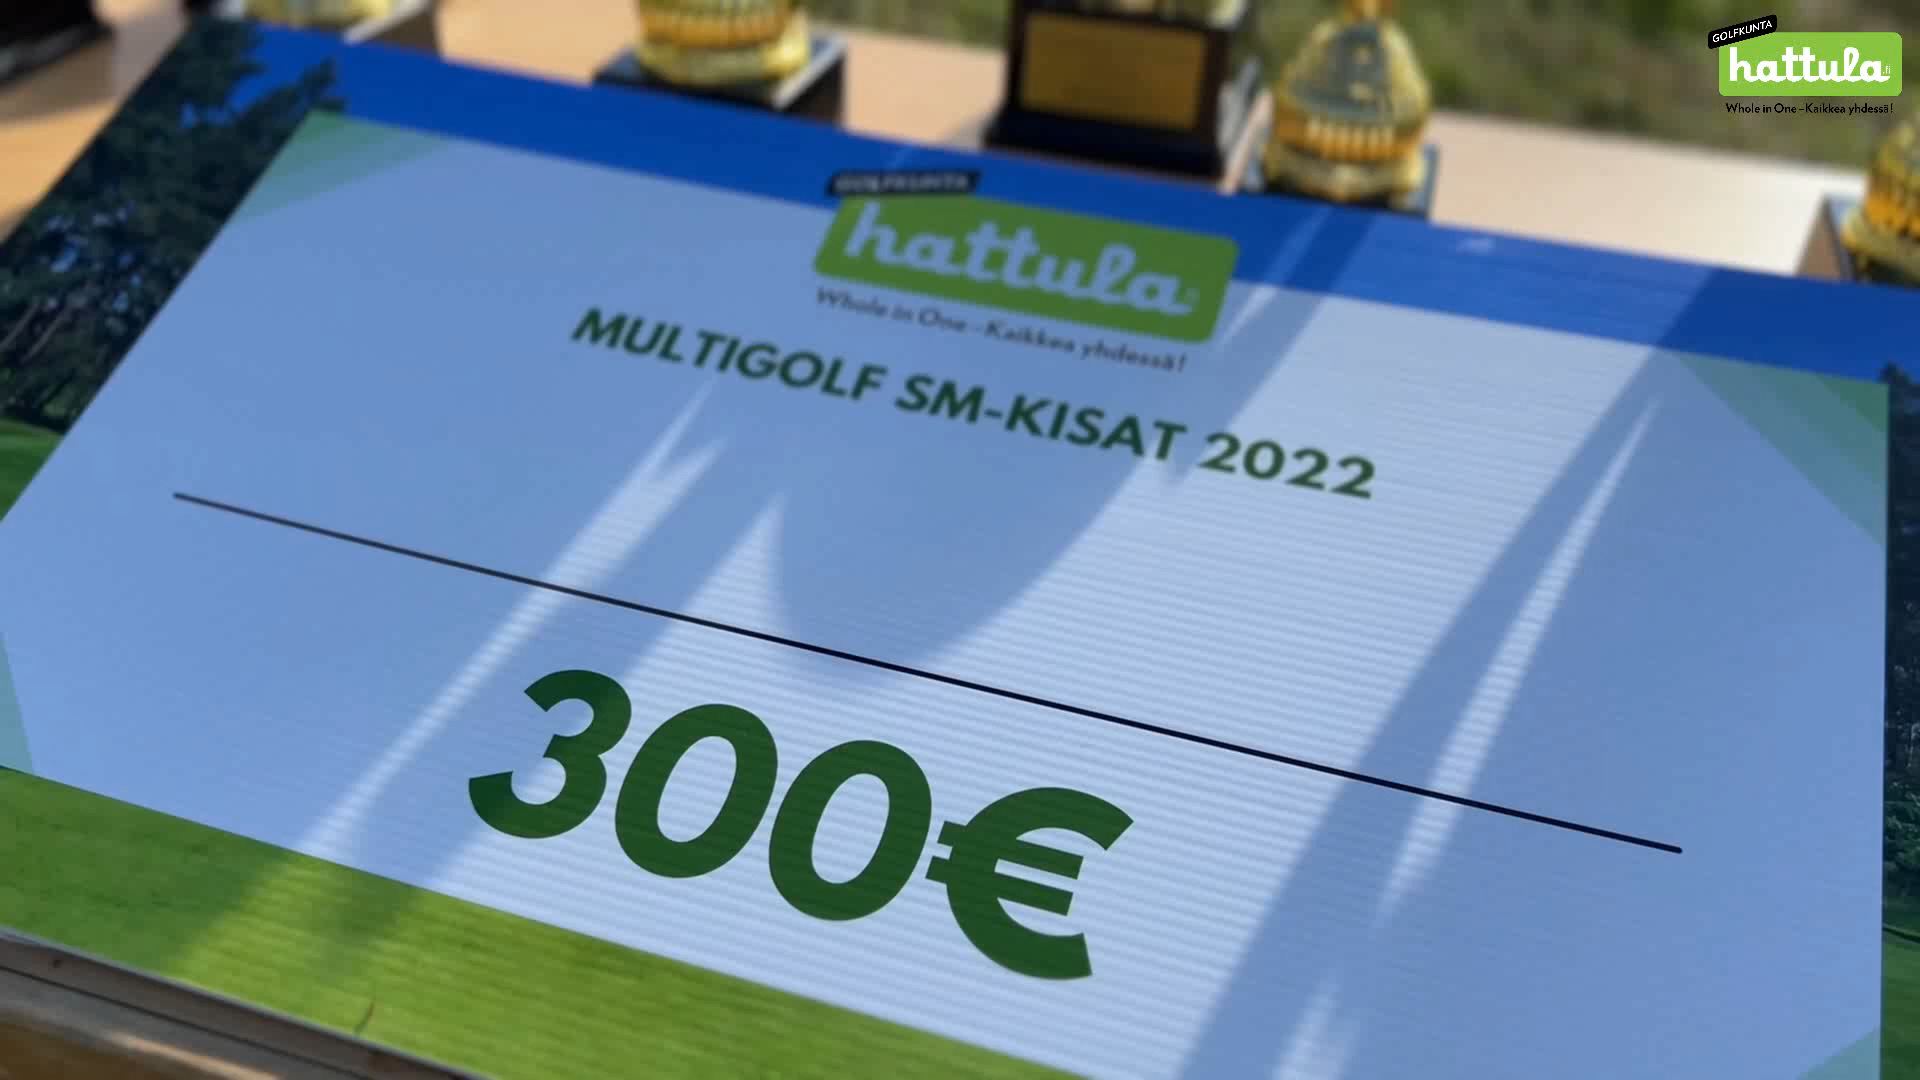 GOLFKUNTA
hattula.fi
Whole in One – Kaikkea yhdessä!
GOLFKUNTA
hattula
Whole in One – Kaikkea yhdessä!
MULTIGOLF SM-KISAT 2022
300€